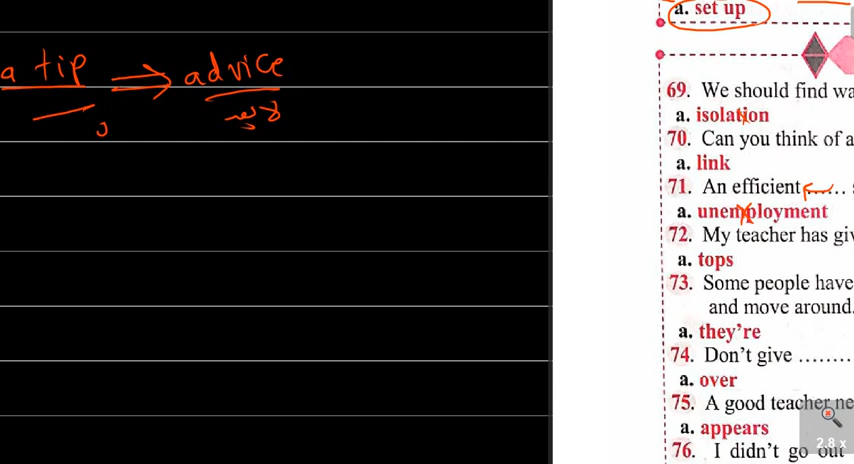 a tip ⇒ advice
a. set up
69. We should find wa
a. isolation
70. Can you think of a
a. link
71. An efficient ......
a. unemployment
72. My teacher has giv
a. tops
73. Some people have
and move around.
a. they're
74. Don't give ........
a. over
75. A good teacher ne
a. appears
76. I didn't go out
2.8 x